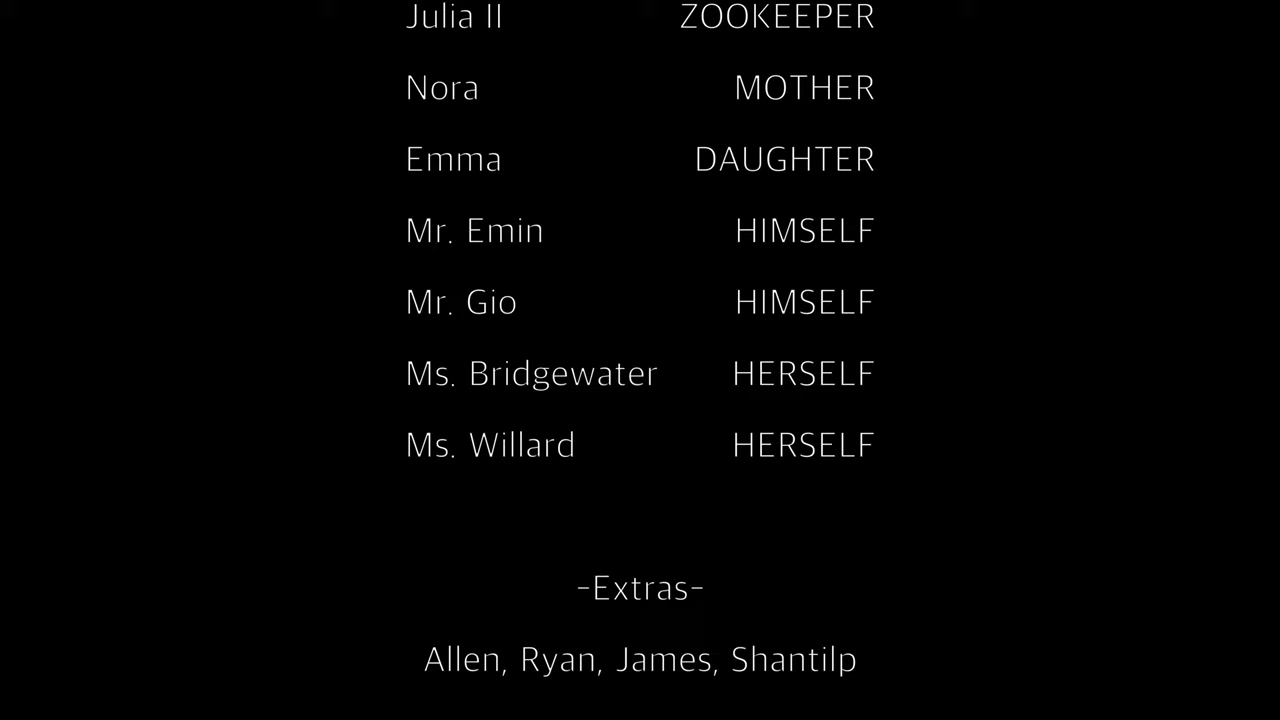 Julia II ZOOKEEPER
Nora MOTHER
Emma DAUGHTER
Mr. Emin HIMSELF
Mr. Gio HIMSELF
Ms. Bridgewater HERSELF
Ms. Willard HERSELF
-Extras-
Allen, Ryan, James, Shantilp